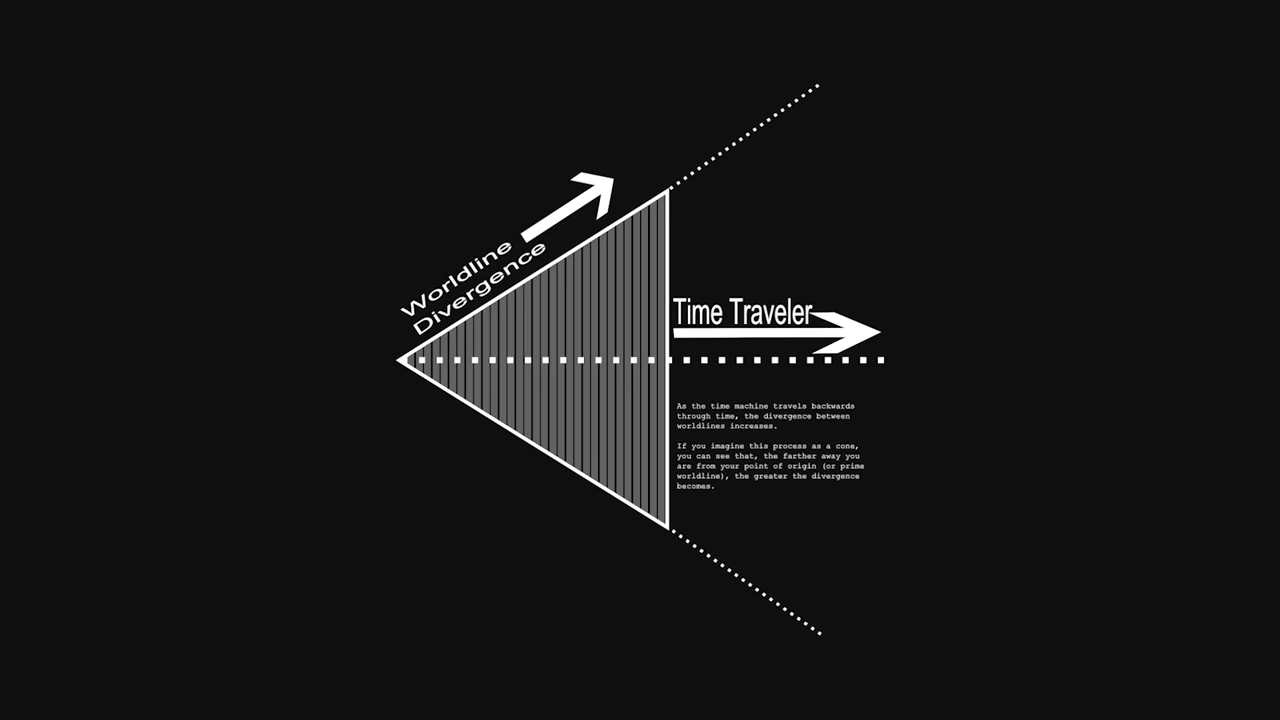 Worldline
Divergence
Time Traveler
As the time machine travels backwards
through time, the divergence between
worldlines increases.
If you imagine this process as a cone,
you can see that, the farther away you
are from your point of origin (or prime
worldline), the greater the divergence
becomes.